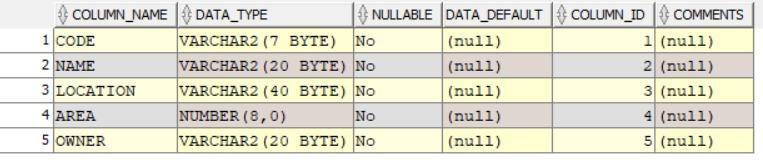 COLUMN_NAME DATA_TYPE NULLABLE DATA_DEFAULT COLUMN_ID COMMENTS
1 CODE VARCHAR2(7 BYTE) No (null) 1 (null)
2 NAME VARCHAR2(20 BYTE) No (null) 2 (null)
3 LOCATION VARCHAR2(40 BYTE) No (null) 3 (null)
4 AREA NUMBER(8,0) No (null) 4 (null)
5 OWNER VARCHAR2(20 BYTE) No (null) 5 (null)